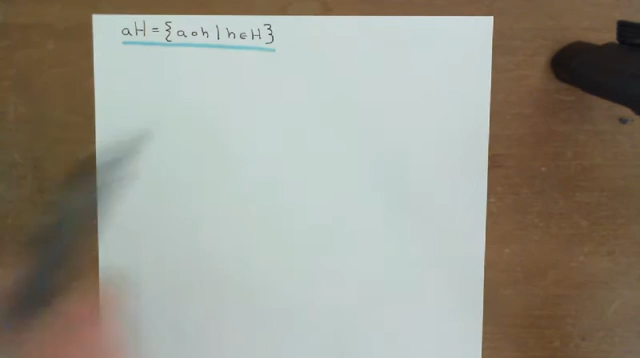 aH = {a∘h | h∈H}